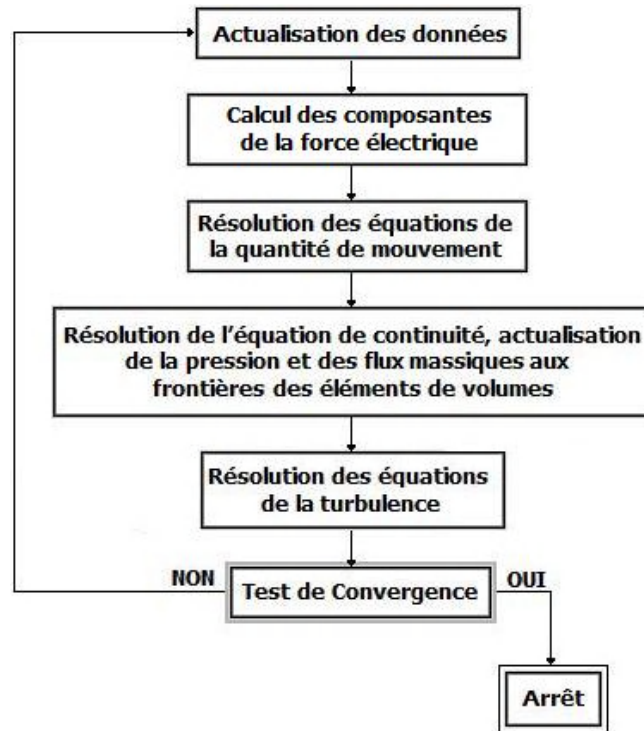 Actualisation des données
Calcul des composantes
de la force électrique
Résolution des équations de
la quantité de mouvement
Résolution de l'équation de continuité, actualisation
de la pression et des flux massiques aux
frontières des éléments de volumes
Résolution des équations
de la turbulence
NON
Test de Convergence
OUI
Arrêt